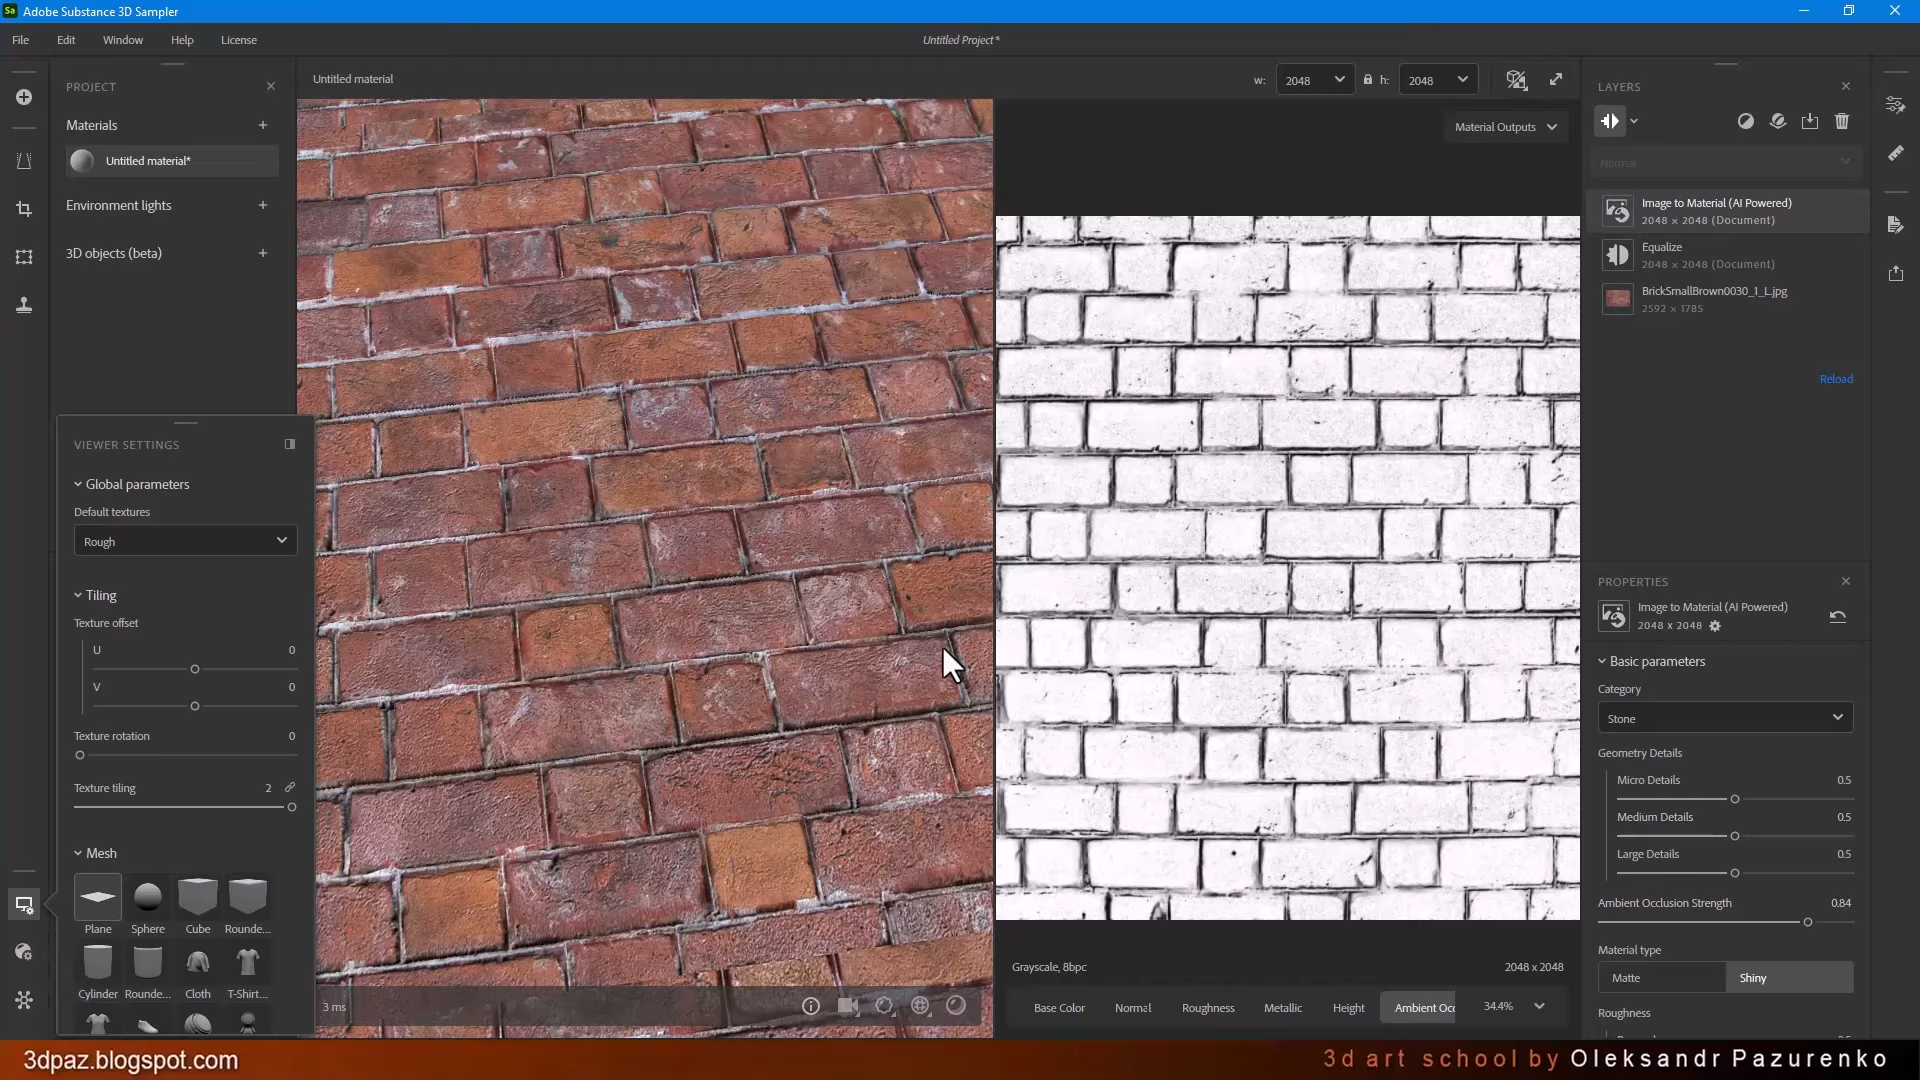 Sa Adobe Substance 3D Sampler
File Edit Window Help License
Untitled Project*
PROJECT
Materials
Untitled material*
Environment lights
3D objects (beta)
VIEWER SETTINGS
Global parameters
Default textures
Rough
Tiling
Texture offset
U 0
V 0
Texture rotation 0
Texture tiling 2
Mesh
Plane Sphere Cube Rounde...
Cylinder Rounde... Cloth T-Shirt...
Untitled material
w: 2048 h: 2048
Material Outputs
3 ms
Grayscale, 8bpc 2048 x 2048
Base Color Normal Roughness Metallic Height Ambient Occ 34.4%
LAYERS
Normal
Image to Material (AI Powered)
2048 x 2048 (Document)
Equalize
2048 x 2048 (Document)
BrickSmallBrown0030_1_L.jpg
2592 x 1785
Reload
PROPERTIES
Image to Material (AI Powered)
2048 x 2048
Basic parameters
Category
Stone
Geometry Details
Micro Details 0.5
Medium Details 0.5
Large Details 0.5
Ambient Occlusion Strength 0.84
Material type
Matte Shiny
Roughness
3dpaz.blogspot.com
3d art school by Oleksandr Pazurenko